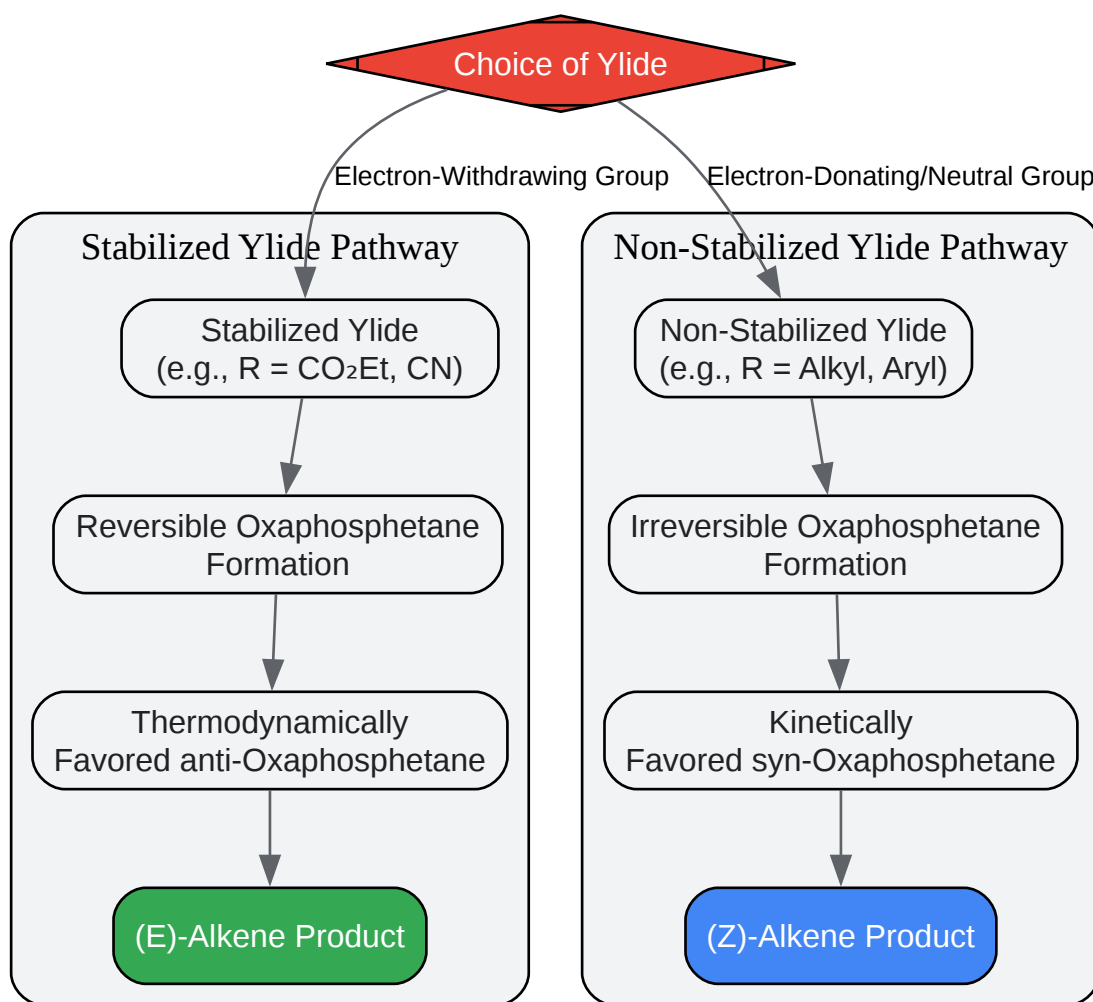 Choice of Ylide
Electron-Withdrawing Group
Electron-Donating/Neutral Group
Stabilized Ylide Pathway
Stabilized Ylide
(e.g., R = CO₂Et, CN)
Reversible Oxaphosphetane
Formation
Thermodynamically
Favored anti-Oxaphosphetane
(E)-Alkene Product
Non-Stabilized Ylide Pathway
Non-Stabilized Ylide
(e.g., R = Alkyl, Aryl)
Irreversible Oxaphosphetane
Formation
Kinetically
Favored syn-Oxaphosphetane
(Z)-Alkene Product